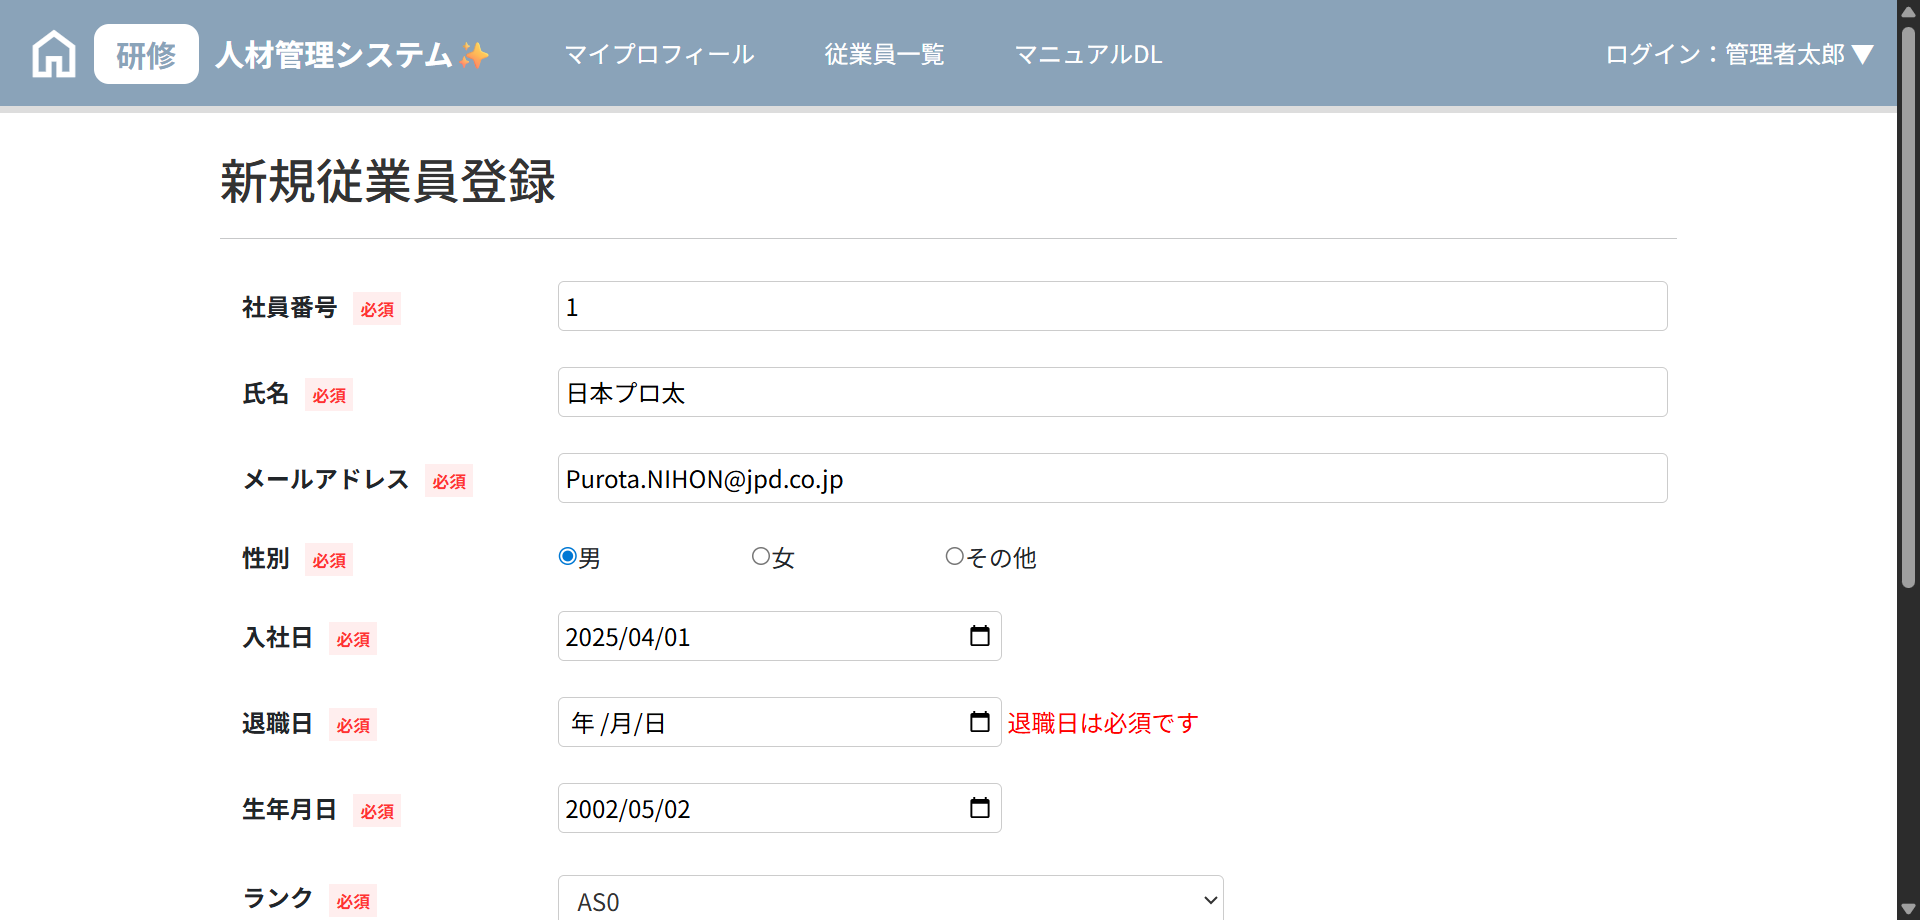 研修 人材管理システム✨ マイプロフィール 従業員一覧 マニュアルDL ログイン：管理者太郎▼
新規従業員登録
社員番号 必須 1
氏名 必須 日本プロ太
メールアドレス 必須 Purota.NIHON@jpd.co.jp
性別 必須 男 女 その他
入社日 必須 2025/04/01
退職日 必須 年 /月/日 退職日は必須です
生年月日 必須 2002/05/02
ランク 必須 AS0